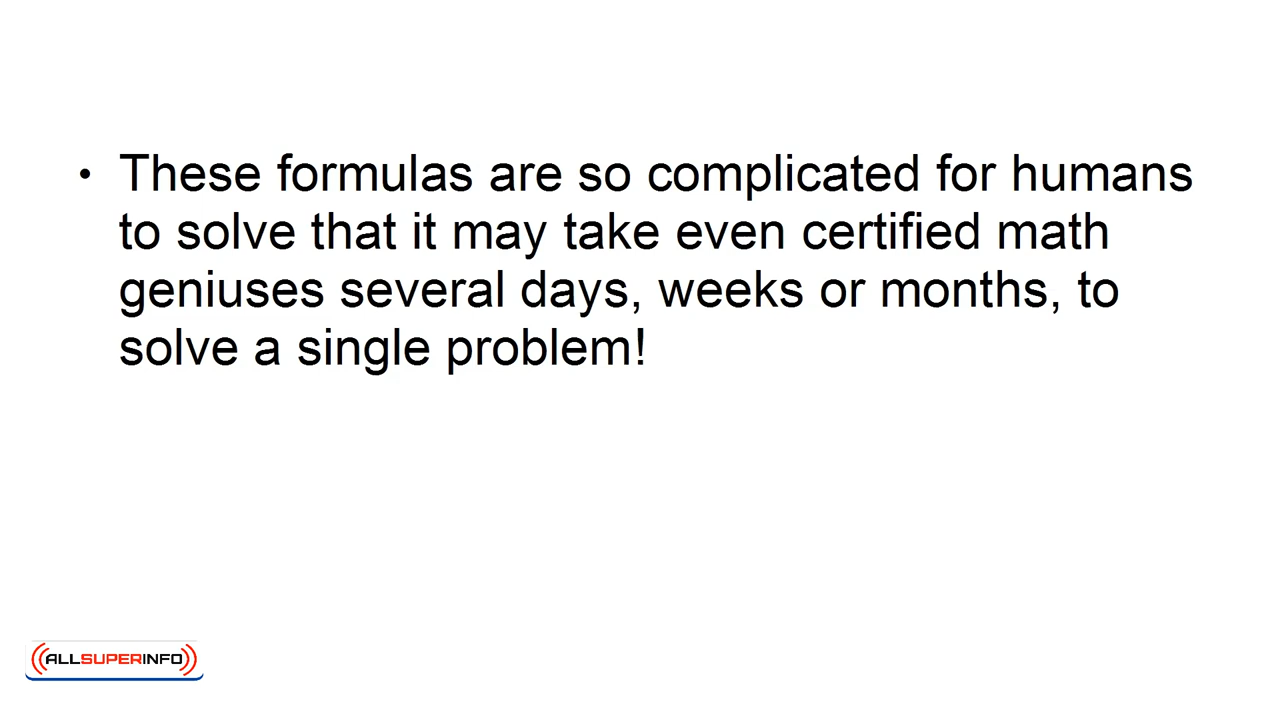 • These formulas are so complicated for humans
to solve that it may take even certified math
geniuses several days, weeks or months, to
solve a single problem!
ALLSUPERINFO